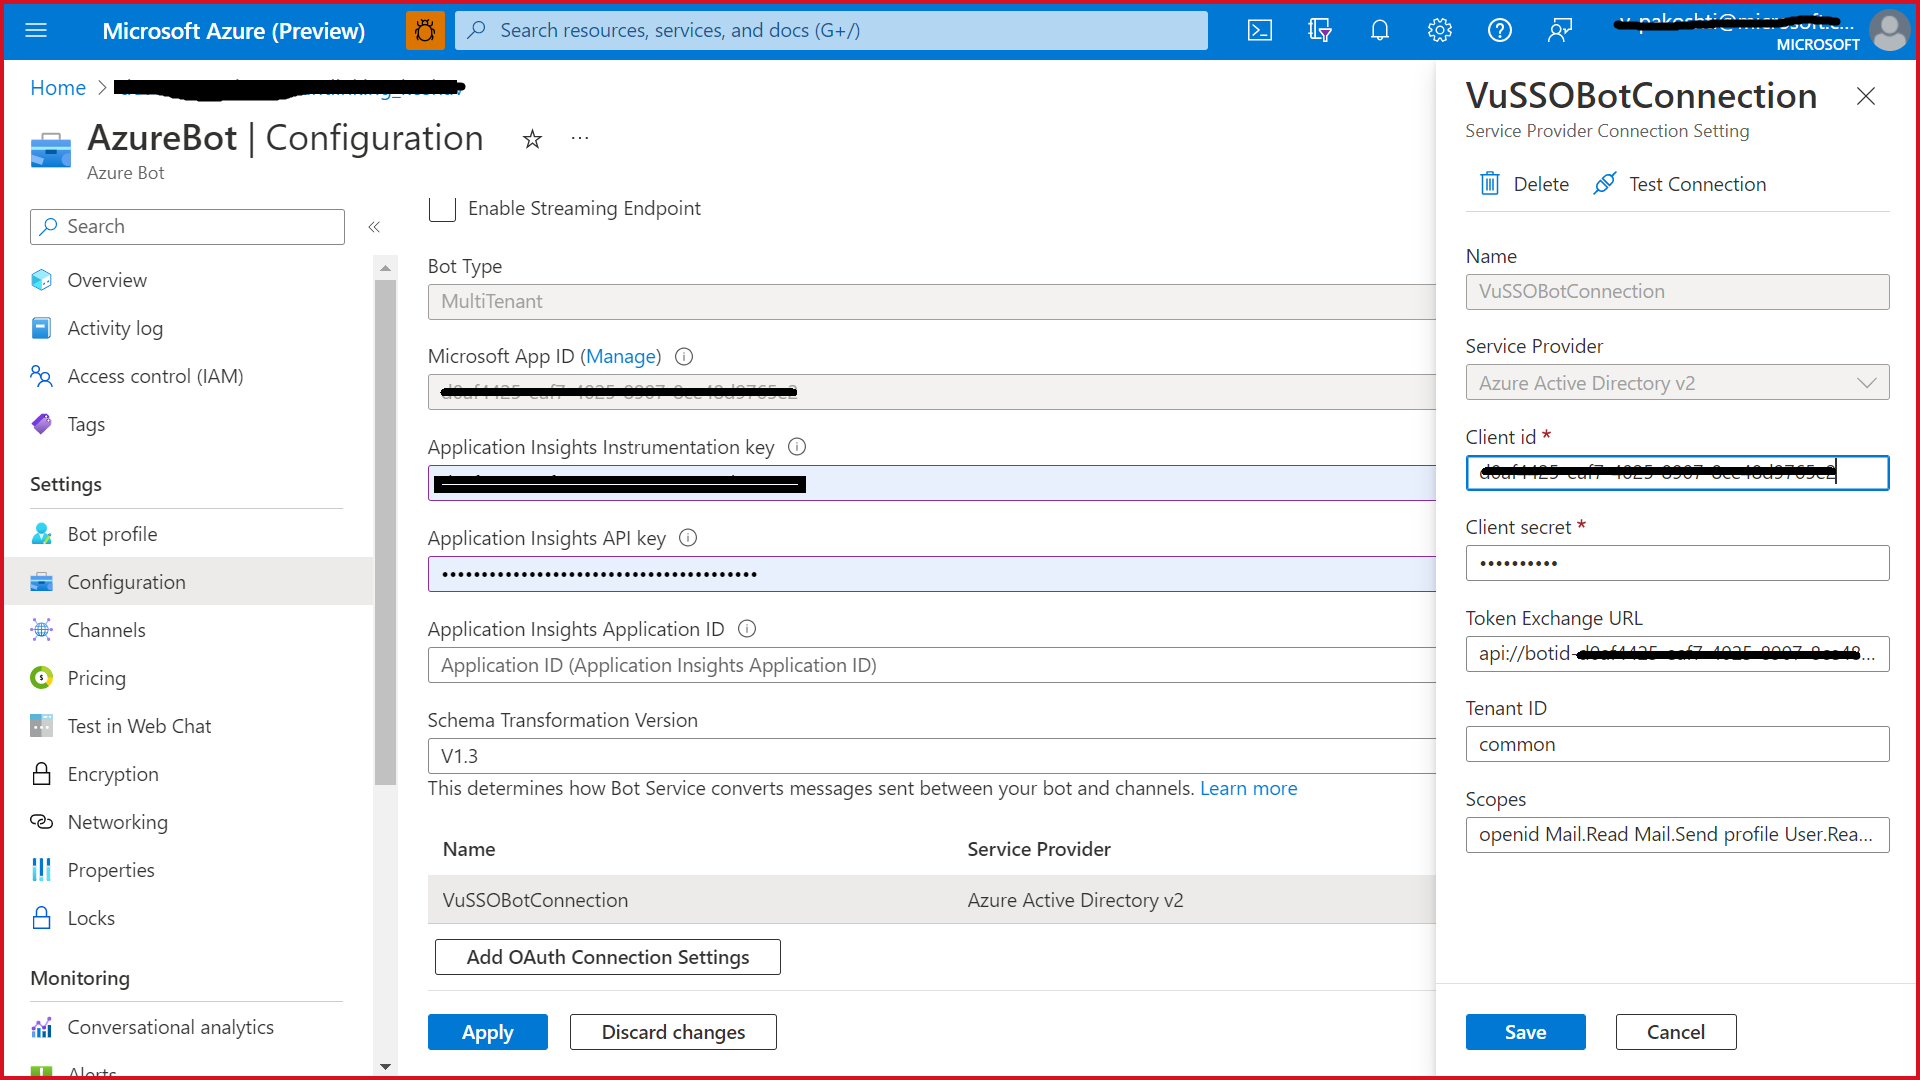 Microsoft Azure (Preview)
Search resources, services, and docs (G+/)
MICROSOFT
Home >
AzureBot | Configuration
Azure Bot
Search
Overview
Activity log
Access control (IAM)
Tags
Settings
Bot profile
Configuration
Channels
Pricing
Test in Web Chat
Encryption
Networking
Properties
Locks
Monitoring
Conversational analytics
Alerts
Enable Streaming Endpoint
Bot Type
MultiTenant
Microsoft App ID (Manage)
Application Insights Instrumentation key
Application Insights API key
Application Insights Application ID
Application ID (Application Insights Application ID)
Schema Transformation Version
V1.3
This determines how Bot Service converts messages sent between your bot and channels. Learn more
Name Service Provider
VuSSOBotConnection Azure Active Directory v2
Add OAuth Connection Settings
Apply Discard changes
VuSSOBotConnection
Service Provider Connection Setting
Delete Test Connection
Name
VuSSOBotConnection
Service Provider
Azure Active Directory v2
Client id *
Client secret *
Token Exchange URL
api://botid-
Tenant ID
common
Scopes
openid Mail.Read Mail.Send profile User.Rea...
Save Cancel